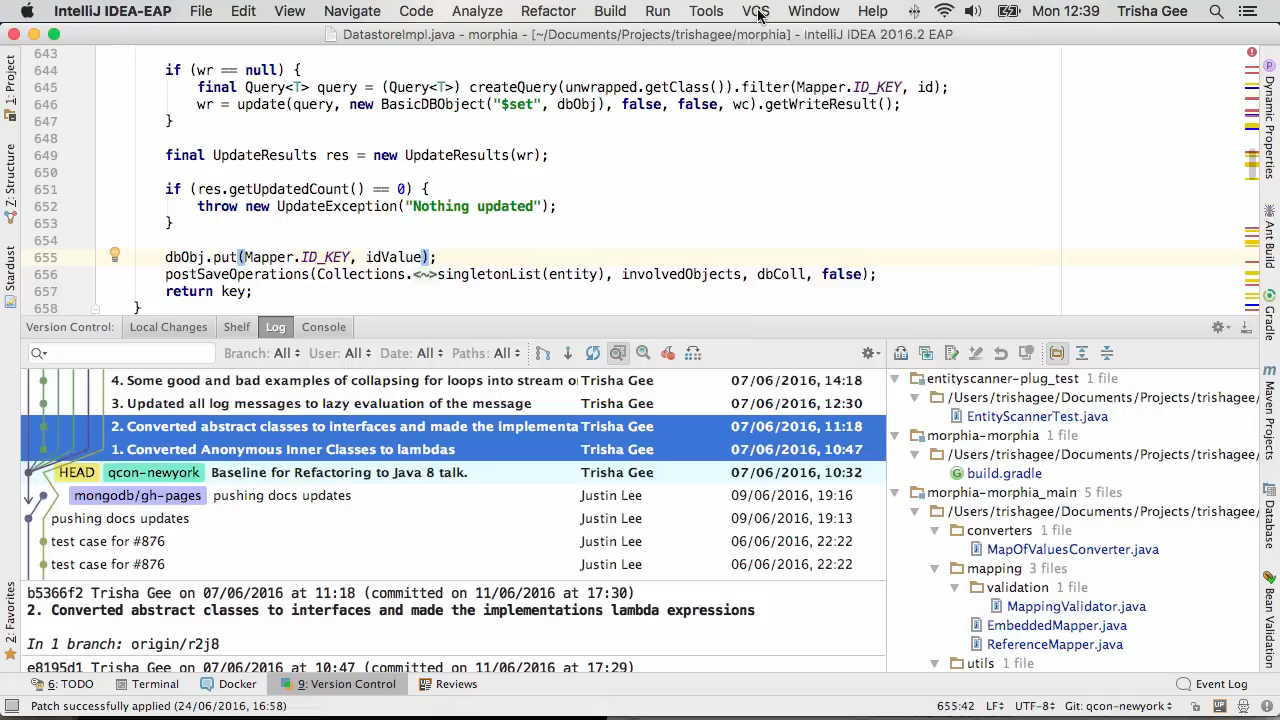 IntelliJ IDEA-EAP File Edit View Navigate Code Analyze Refactor Build Run Tools VCS Window Help Mon 12:39 Trisha Gee
DatastoreImpl.java - morphia - [~/Documents/Projects/trishagee/morphia] - IntelliJ IDEA 2016.2 EAP
643
644 if (wr == null) {
645 final Query<T> query = (Query<T>) createQuery(unwrapped.getClass()).filter(Mapper.ID_KEY, id);
646 wr = update(query, new BasicDBObject("$set", dbObj), false, false, wc).getWriteResult();
647 }
648
649 final UpdateResults res = new UpdateResults(wr);
650
651 if (res.getUpdatedCount() == 0) {
652 throw new UpdateException("Nothing updated");
653 }
654
655 dbObj.put(Mapper.ID_KEY, idValue);
656 postSaveOperations(Collections.<~>singletonList(entity), involvedObjects, dbColl, false);
657 return key;
658 }
1: Project
7: Structure
Stardust
2: Favorites
Dynamic Properties
Ant Build
Gradle
Maven Projects
Database
Bean Validation
Version Control: Local Changes Shelf Log Console
Branch: All User: All Date: All Paths: All
4. Some good and bad examples of collapsing for loops into stream o Trisha Gee 07/06/2016, 14:18
3. Updated all log messages to lazy evaluation of the message Trisha Gee 07/06/2016, 12:30
2. Converted abstract classes to interfaces and made the implementa Trisha Gee 07/06/2016, 11:18
1. Converted Anonymous Inner Classes to lambdas Trisha Gee 07/06/2016, 10:47
HEAD qcon-newyork Baseline for Refactoring to Java 8 talk. Trisha Gee 07/06/2016, 10:32
mongodb/gh-pages pushing docs updates Justin Lee 09/06/2016, 19:16
pushing docs updates Justin Lee 09/06/2016, 19:13
test case for #876 Justin Lee 06/06/2016, 22:22
test case for #876 Justin Lee 06/06/2016, 22:22
b5366f2 Trisha Gee on 07/06/2016 at 11:18 (committed on 11/06/2016 at 17:30)
2. Converted abstract classes to interfaces and made the implementations lambda expressions
In 1 branch: origin/r2j8
e8195d1 Trisha Gee on 07/06/2016 at 10:47 (committed on 11/06/2016 at 17:29)
entityscanner-plug_test 1 file
/Users/trishagee/Documents/Projects/trishagee/
EntityScannerTest.java
morphia-morphia 1 file
/Users/trishagee/Documents/Projects/trishagee/
build.gradle
morphia-morphia_main 5 files
/Users/trishagee/Documents/Projects/trishagee/
converters 1 file
MapOfValuesConverter.java
mapping 3 files
validation 1 file
MappingValidator.java
EmbeddedMapper.java
ReferenceMapper.java
utils 1 file
6: TODO Terminal Docker 9: Version Control Reviews Event Log
Patch successfully applied (24/06/2016, 16:58) 655:42 LF÷ UTF-8÷ Git: qcon-newyork÷